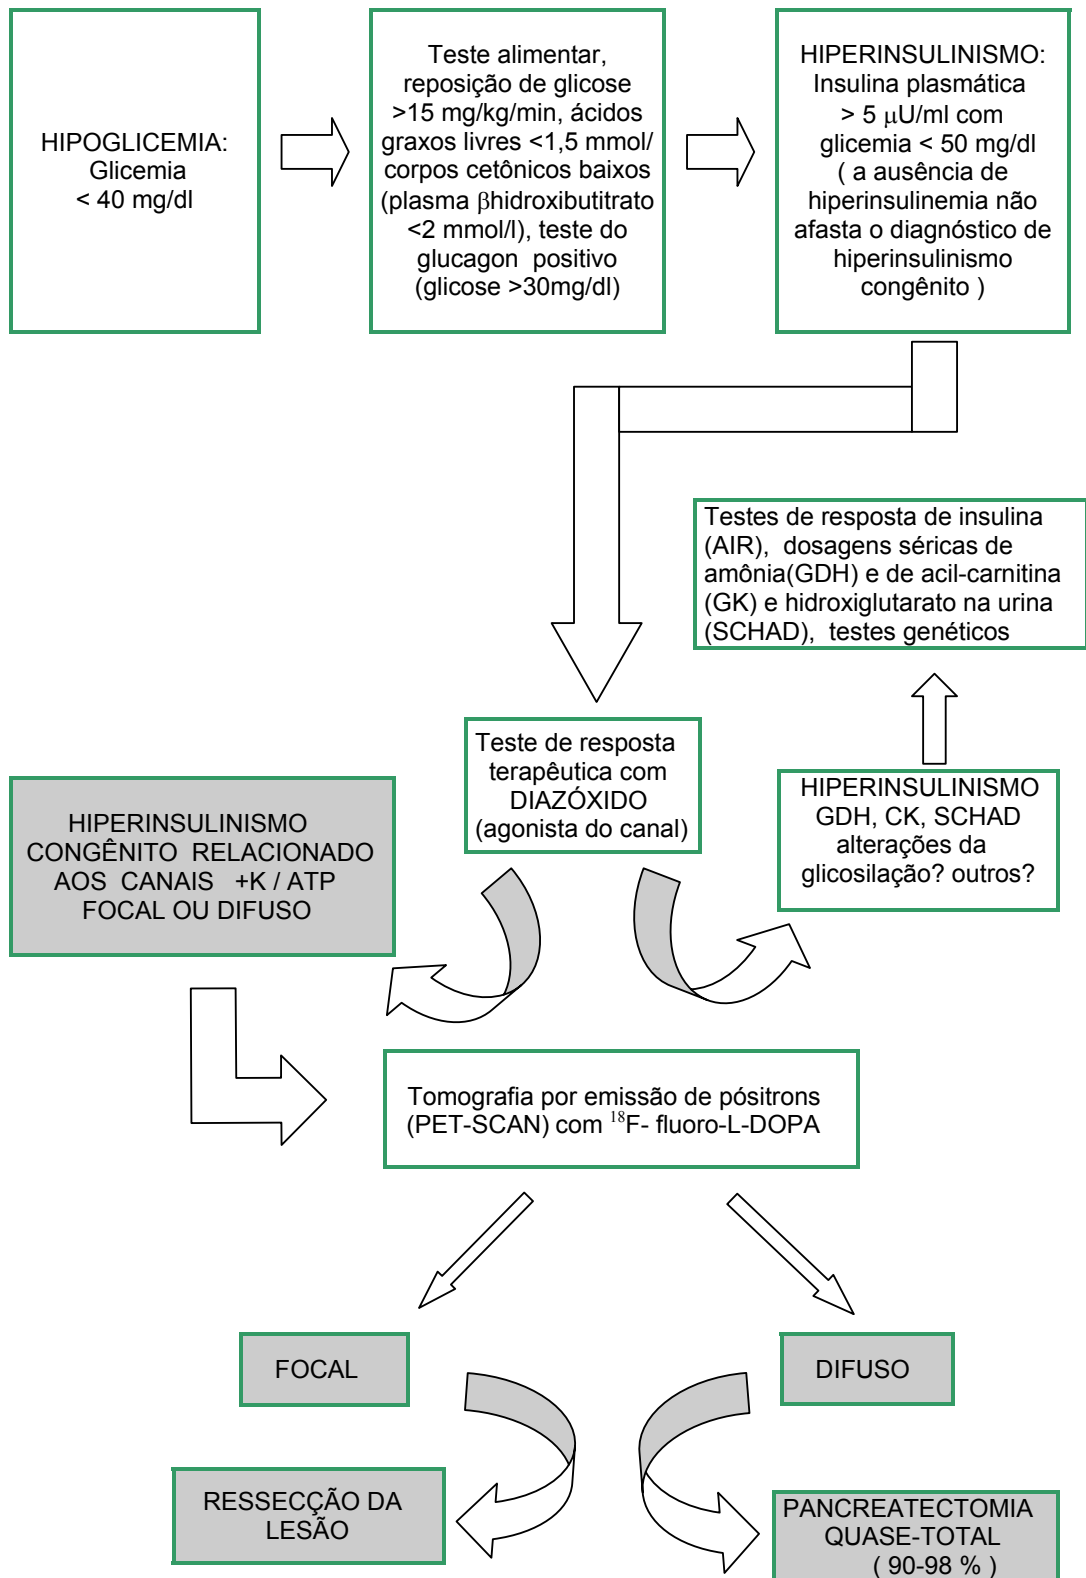 HIPOGLICEMIA:
Glicemia
< 40 mg/dl
Teste alimentar,
reposição de glicose
>15 mg/kg/min, ácidos
graxos livres <1,5 mmol/
corpos cetônicos baixos
(plasma βhidroxibutitrato
<2 mmol/l), teste do
glucagon positivo
(glicose >30mg/dl)
HIPERINSULINISMO:
Insulina plasmática
> 5 µU/ml com
glicemia < 50 mg/dl
( a ausência de
hiperinsulinemia não
afasta o diagnóstico de
hiperinsulinismo
congênito )
Testes de resposta de insulina
(AIR), dosagens séricas de
amônia(GDH) e de acil-carnitina
(GK) e hidroxiglutarato na urina
(SCHAD), testes genéticos
Teste de resposta
terapêutica com
DIAZÓXIDO
(agonista do canal)
HIPERINSULINISMO
GDH, CK, SCHAD
alterações da
glicosilação? outros?
HIPERINSULINISMO
CONGÊNITO RELACIONADO
AOS CANAIS +K / ATP
FOCAL OU DIFUSO
Tomografia por emissão de pósitrons
(PET-SCAN) com ¹⁸F- fluoro-L-DOPA
FOCAL
DIFUSO
RESSECÇÃO DA
LESÃO
PANCREATECTOMIA
QUASE-TOTAL
( 90-98 % )